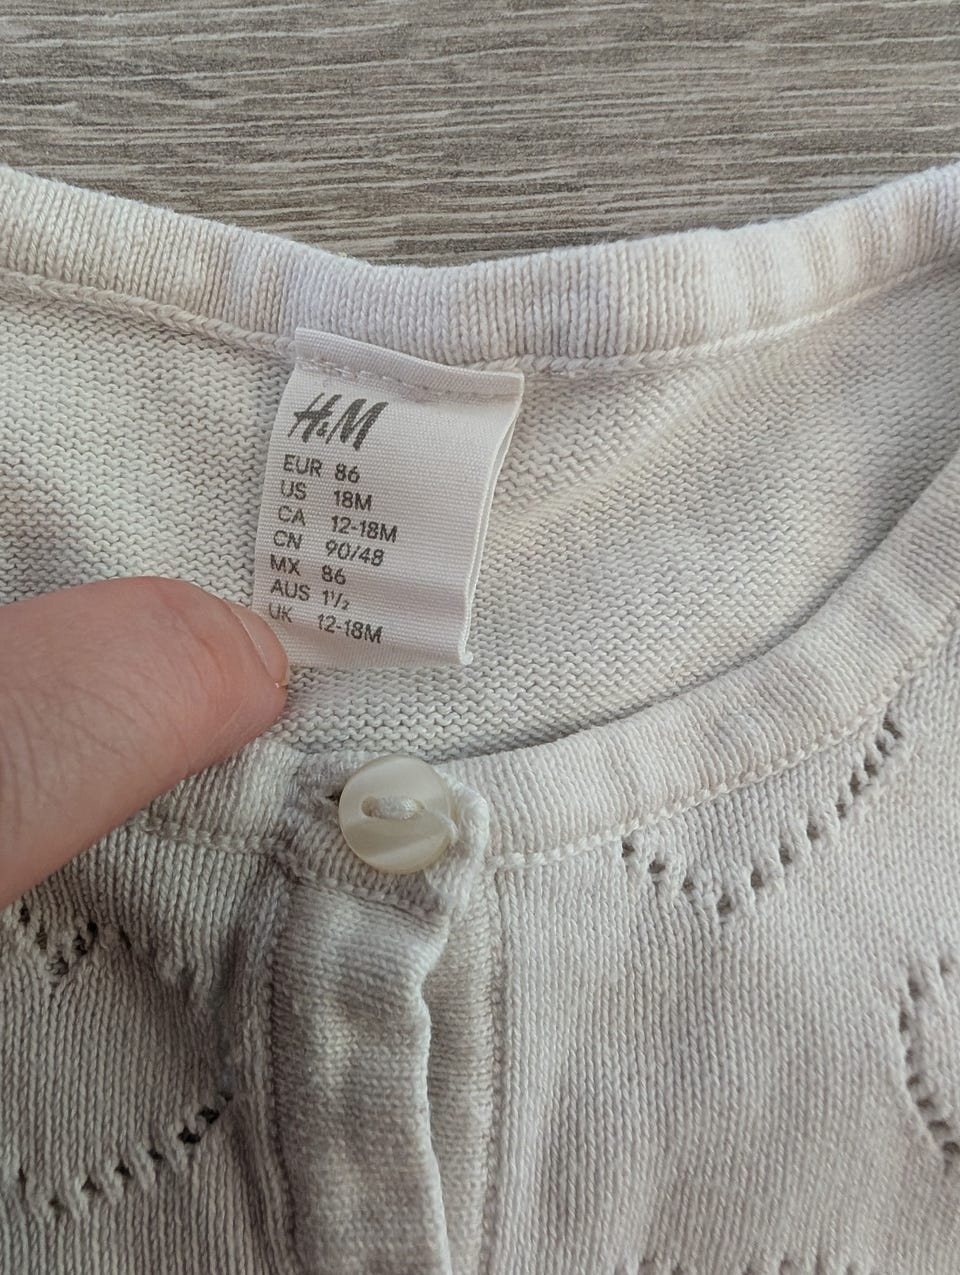 H&M
EUR 86
US 18M
CA 12-18M
CN 90/48
MX 86
AUS 1½
UK 12-18M